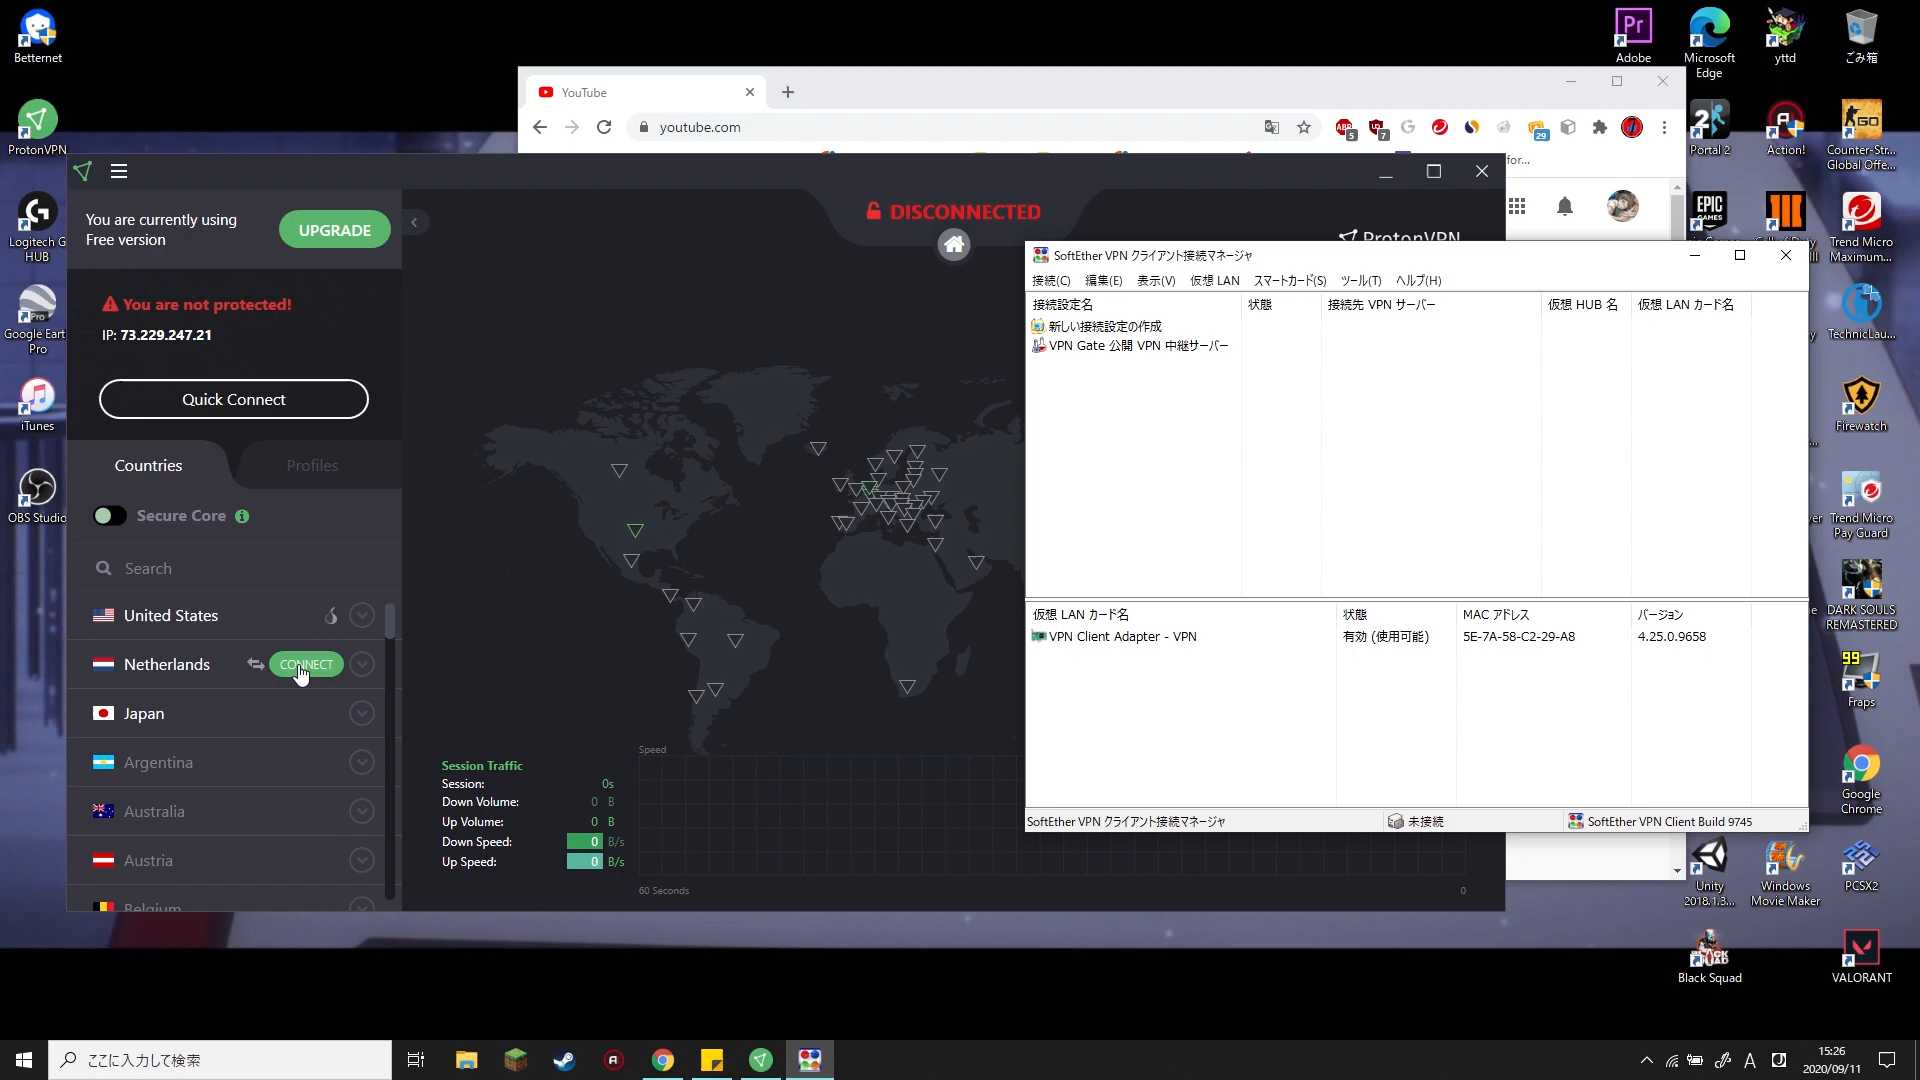 Betternet
ProtonVPN
Logitech G
HUB
Google Eart
Pro
iTunes
OBS Studio
YouTube
youtube.com
5
7
29
for...
You are currently using
Free version
UPGRADE
DISCONNECTED
ProtonVPN
You are not protected!
IP: 73.229.247.21
Quick Connect
Countries
Profiles
Secure Core
Search
United States
Netherlands
CONNECT
Japan
Argentina
Australia
Austria
Belgium
Session Traffic
Session: 0s
Down Volume: 0 B
Up Volume: 0 B
Down Speed: 0 B/s
Up Speed: 0 B/s
Speed
60 Seconds
0
SoftEther VPN クライアント接続マネージャ
接続(C) 編集(E) 表示(V) 仮想 LAN スマートカード(S) ツール(T) ヘルプ(H)
接続設定名 状態 接続先 VPN サーバー 仮想 HUB 名 仮想 LAN カード名
新しい接続設定の作成
VPN Gate 公開 VPN 中継サーバー
仮想 LAN カード名 状態 MAC アドレス バージョン
VPN Client Adapter - VPN 有効 (使用可能) 5E-7A-58-C2-29-A8 4.25.0.9658
SoftEther VPN クライアント接続マネージャ 未接続 SoftEther VPN Client Build 9745
Pr
Adobe
Microsoft
Edge
yttd
ごみ箱
2
Portal 2
Action!
GO
Counter-Str...
Global Offe...
EPIC
GAMES
Trend Micro
Maximum...
TechnicLau...
Firewatch
Trend Micro
Pay Guard
DARK SOULS
REMASTERED
99
Fraps
Google
Chrome
Unity
2018.1.3...
Windows
Movie Maker
PCSX2
Black Squad
VALORANT
ここに入力して検索
A
15:26
2020/09/11